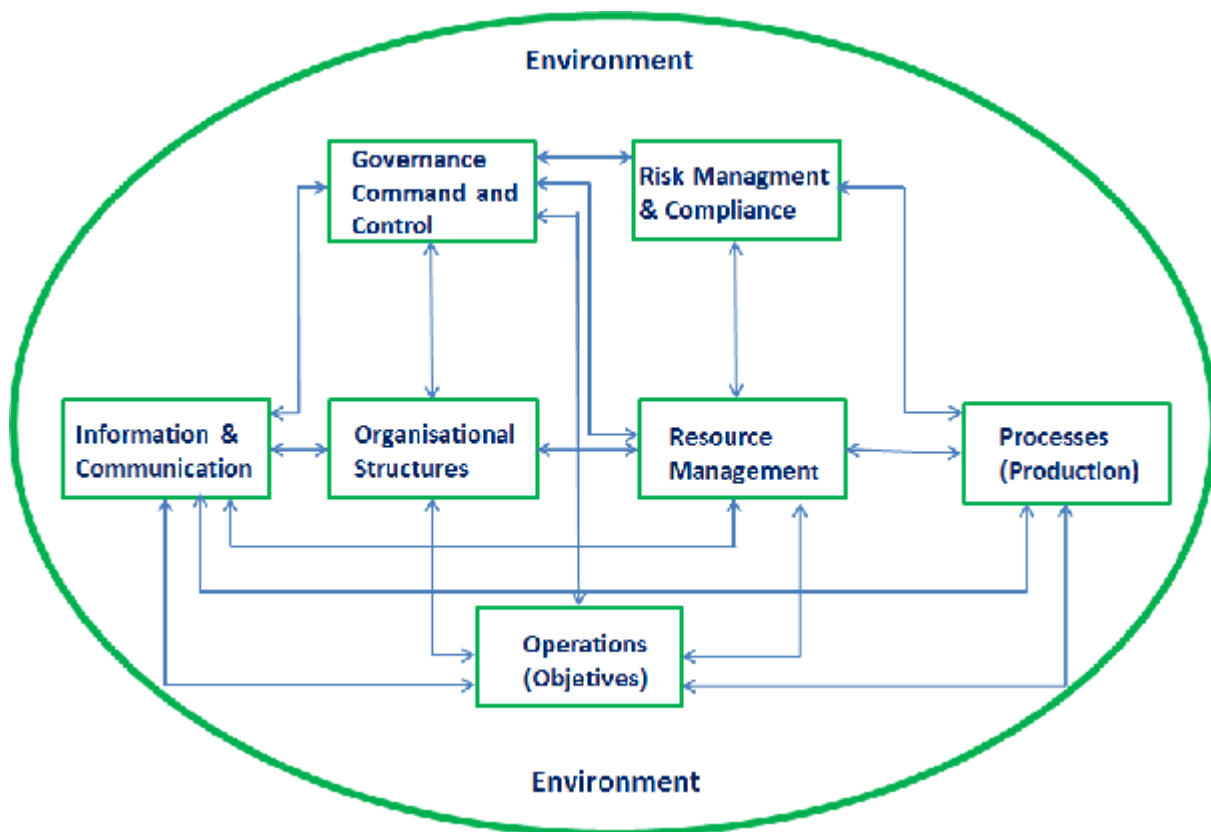 Environment
Governance
Command and
Control
Risk Managment
& Compliance
Information &
Communication
Organisational
Structures
Resource
Management
Processes
(Production)
Operations
(Objetives)
Environment